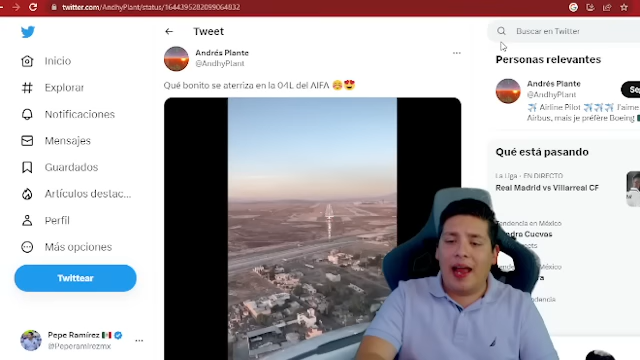 twitter.com/AndhyPlant/status/1644395282099064832
Inicio
Explorar
Notificaciones
Mensajes
Guardados
Artículos destac...
Perfil
Más opciones
Twittear
Pepe Ramírez
@Peperamirezmx
Tweet
Andrés Plante
@AndhyPlant
Qué bonito se aterriza en la 04L del AIFA
Buscar en Twitter
Personas relevantes
Andrés Plante
@AndhyPlant
Airline Pilot J'aime
Airbus, mais je préfère Boeing
Qué está pasando
La Liga · EN DIRECTO
Real Madrid vs Villarreal CF
Tendencia en México
Cuevas